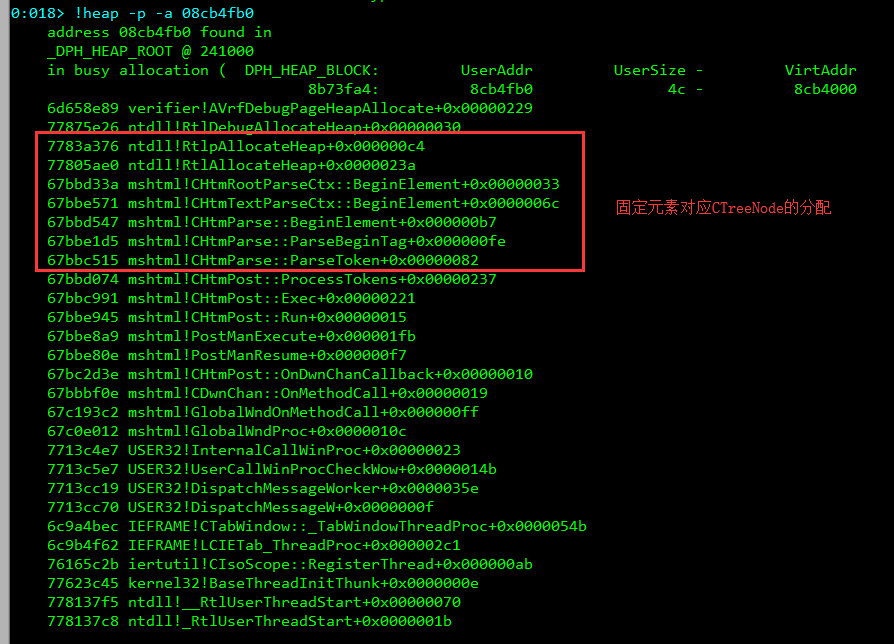 0:018> !heap -p -a 08cb4fb0
address 08cb4fb0 found in
_DPH_HEAP_ROOT @ 241000
in busy allocation ( DPH_HEAP_BLOCK: UserAddr UserSize - VirtAddr
8b73fa4: 8cb4fb0 4c - 8cb4000
6d658e89 verifier!AVrfDebugPageHeapAllocate+0x00000229
77875e26 ntdll!RtlDebugAllocateHeap+0x00000030
7783a376 ntdll!RtlpAllocateHeap+0x000000c4
77805ae0 ntdll!RtlAllocateHeap+0x0000023a
67bbd33a mshtml!CHtmRootParseCtx::BeginElement+0x00000033
67bbe571 mshtml!CHtmTextParseCtx::BeginElement+0x0000006c
固定元素对应CTreeNode的分配
67bbd547 mshtml!CHtmParse::BeginElement+0x000000b7
67bbe1d5 mshtml!CHtmParse::ParseBeginTag+0x000000fe
67bbc515 mshtml!CHtmParse::ParseToken+0x00000082
67bbd074 mshtml!CHtmPost::ProcessTokens+0x00000237
67bbc991 mshtml!CHtmPost::Exec+0x00000221
67bbe945 mshtml!CHtmPost::Run+0x00000015
67bbe8a9 mshtml!PostManExecute+0x000001fb
67bbe80e mshtml!PostManResume+0x000000f7
67bc2d3e mshtml!CHtmPost::OnDwnChanCallback+0x00000010
67bbbf0e mshtml!CDwnChan::OnMethodCall+0x00000019
67c193c2 mshtml!GlobalWndOnMethodCall+0x000000ff
67c0e012 mshtml!GlobalWndProc+0x0000010c
7713c4e7 USER32!InternalCallWinProc+0x00000023
7713c5e7 USER32!UserCallWinProcCheckWow+0x0000014b
7713cc19 USER32!DispatchMessageWorker+0x0000035e
7713cc70 USER32!DispatchMessageW+0x0000000f
6c9a4bec IEFRAME!CTabWindow::_TabWindowThreadProc+0x0000054b
6c9b4f62 IEFRAME!LCIETab_ThreadProc+0x000002c1
76165c2b iertutil!CIsoScope::RegisterThread+0x000000ab
77623c45 kernel32!BaseThreadInitThunk+0x0000000e
778137f5 ntdll!__RtlUserThreadStart+0x00000070
778137c8 ntdll!_RtlUserThreadStart+0x0000001b